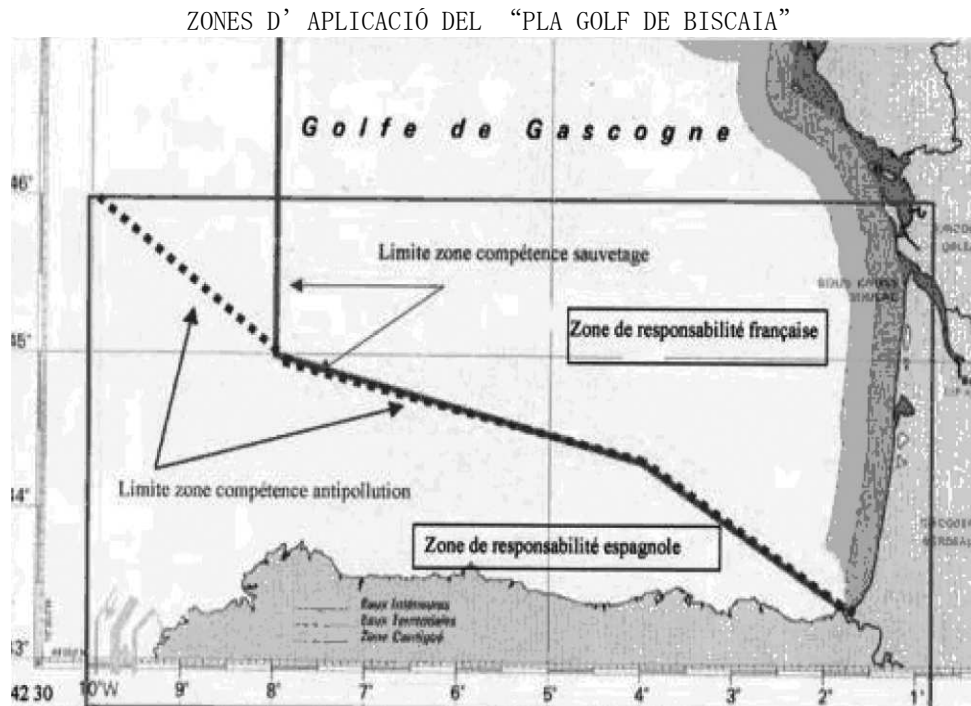 ZONES D' APLICACIÓ DEL “PLA GOLF DE BISCAIA”
Golfe de Gascogne
46°
Limite zone compétence sauvetage
Zone de responsabilité française
45°
Limite zone compétence antipollution
44°
Zone de responsabilité espagnole
Eaux Intérieures
Eaux Territoriales
Zone Contiguë
43°
42 30
10°W
9°
8°
7°
6°
5°
4°
3°
2°
1°